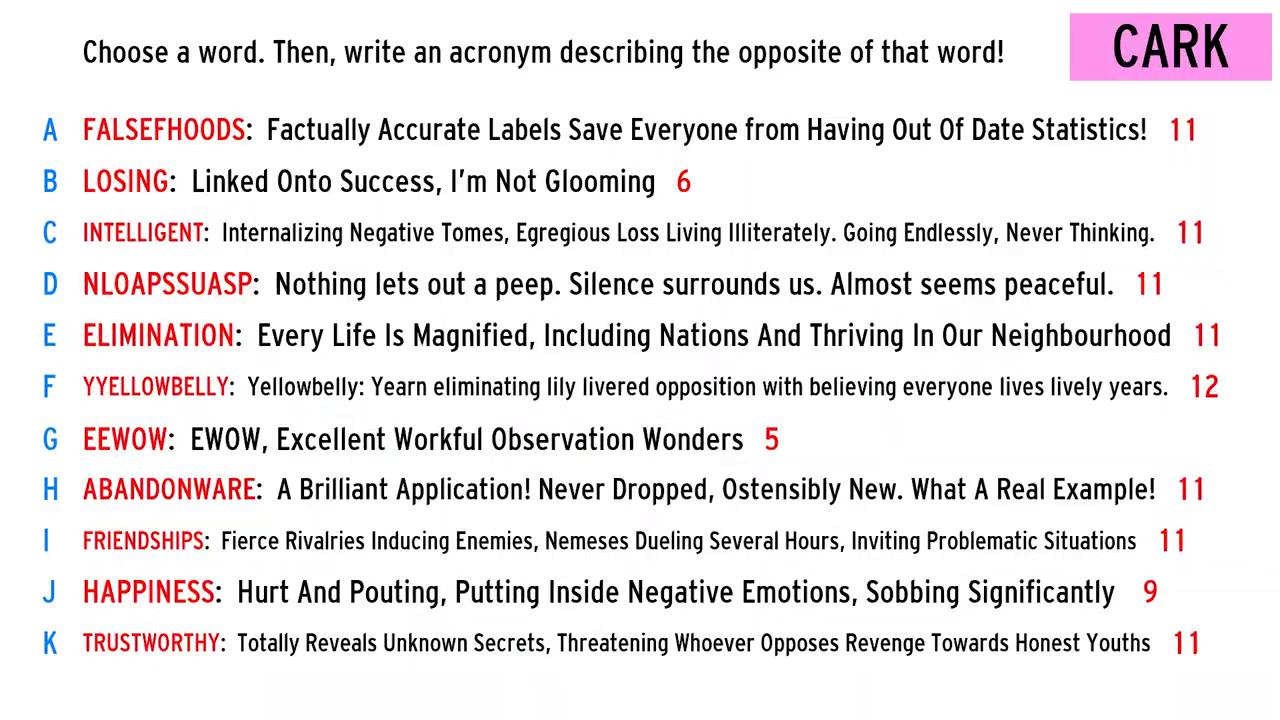 Choose a word. Then, write an acronym describing the opposite of that word!
CARK
A FALSEFHOODS: Factually Accurate Labels Save Everyone from Having Out Of Date Statistics! 11
B LOSING: Linked Onto Success, I'm Not Glooming 6
C INTELLIGENT: Internalizing Negative Tomes, Egregious Loss Living Illiterately. Going Endlessly, Never Thinking. 11
D NLOAPSSUASP: Nothing lets out a peep. Silence surrounds us. Almost seems peaceful. 11
E ELIMINATION: Every Life Is Magnified, Including Nations And Thriving In Our Neighbourhood 11
F YYELLOWBELLY: Yellowbelly: Yearn eliminating lily livered opposition with believing everyone lives lively years. 12
G EEWOW: EWOW, Excellent Workful Observation Wonders 5
H ABANDONWARE: A Brilliant Application! Never Dropped, Ostensibly New. What A Real Example! 11
I FRIENDSHIPS: Fierce Rivalries Inducing Enemies, Nemeses Dueling Several Hours, Inviting Problematic Situations 11
J HAPPINESS: Hurt And Pouting, Putting Inside Negative Emotions, Sobbing Significantly 9
K TRUSTWORTHY: Totally Reveals Unknown Secrets, Threatening Whoever Opposes Revenge Towards Honest Youths 11